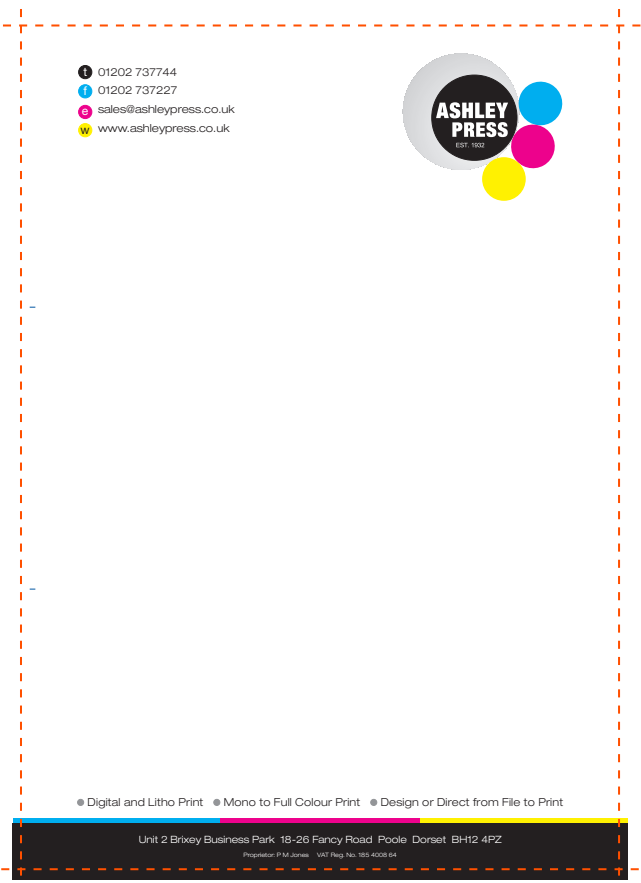 t 01202 737744
f 01202 737227
e sales@ashleypress.co.uk
w www.ashleypress.co.uk
ASHLEY
PRESS
EST. 1932
Digital and Litho Print Mono to Full Colour Print Design or Direct from File to Print
Unit 2 Brixey Business Park 18-26 Fancy Road Poole Dorset BH12 4PZ
Proprietor: P M Jones VAT Reg. No. 185 4008 64